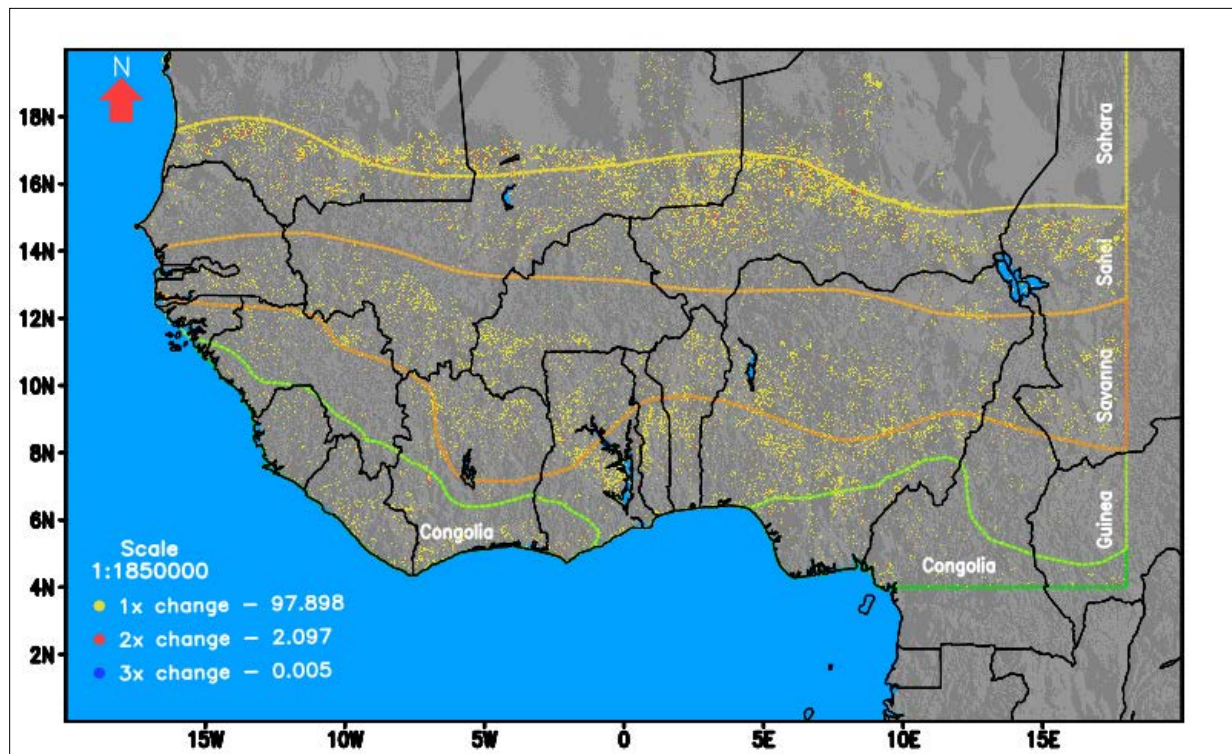 N
18N
16N
14N
12N
10N
8N
6N
4N
2N
Sahara
Sahel
Savanna
Guinea
Congolia
Congolia
Scale
1:1850000
1x change - 97.898
2x change - 2.097
3x change - 0.005
15W
10W
5W
0
5E
10E
15E